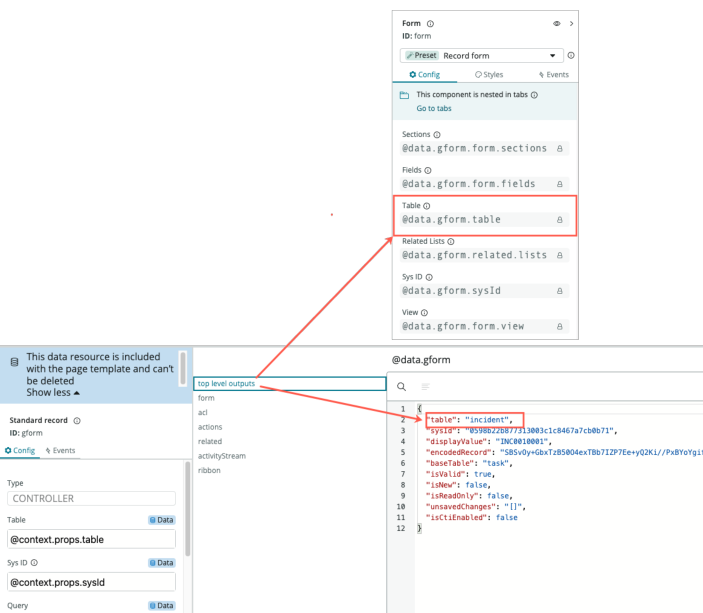 Form
ID: form
Preset Record form
Config Styles Events
This component is nested in tabs
Go to tabs
Sections
@data.gform.form.sections
Fields
@data.gform.form.fields
Table
@data.gform.table
Related Lists
@data.gform.related.lists
Sys ID
@data.gform.sysId
View
@data.gform.form.view
This data resource is included
with the page template and can't
be deleted
Show less
Standard record
ID: gform
Config Events
Type
CONTROLLER
Table Data
@context.props.table
Sys ID Data
@context.props.sysId
Query Data
top level outputs
form
acl
actions
related
activityStream
ribbon
@data.gform
1 {
2 "table": "incident",
3 "sysId": "0598b22b877313003c1c8467a7cb0b71",
4 "displayValue": "INC0010001",
5 "encodedRecord": "SBSvOy+GbxTzB50O4exTBb7IZP7Ee+yQ2Ki//PxBYoYgi
6 "baseTable": "task",
7 "isValid": true,
8 "isNew": false,
9 "isReadOnly": false,
10 "unsavedChanges": "[]",
11 "isCtiEnabled": false
12 }